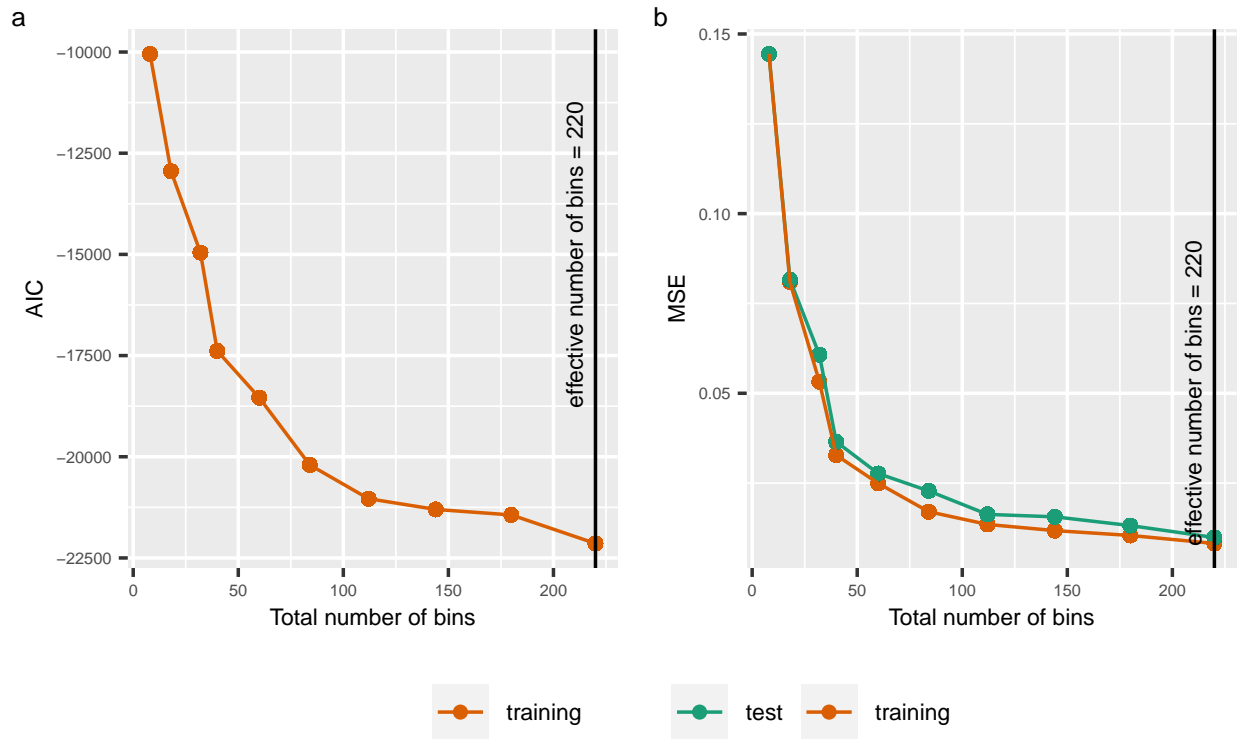 a
−10000
−12500
−15000
−17500
−20000
−22500
AIC
effective number of bins = 220
0
50
100
150
200
Total number of bins
b
0.15
0.10
0.05
MSE
effective number of bins = 220
0
50
100
150
200
Total number of bins
training
test
training